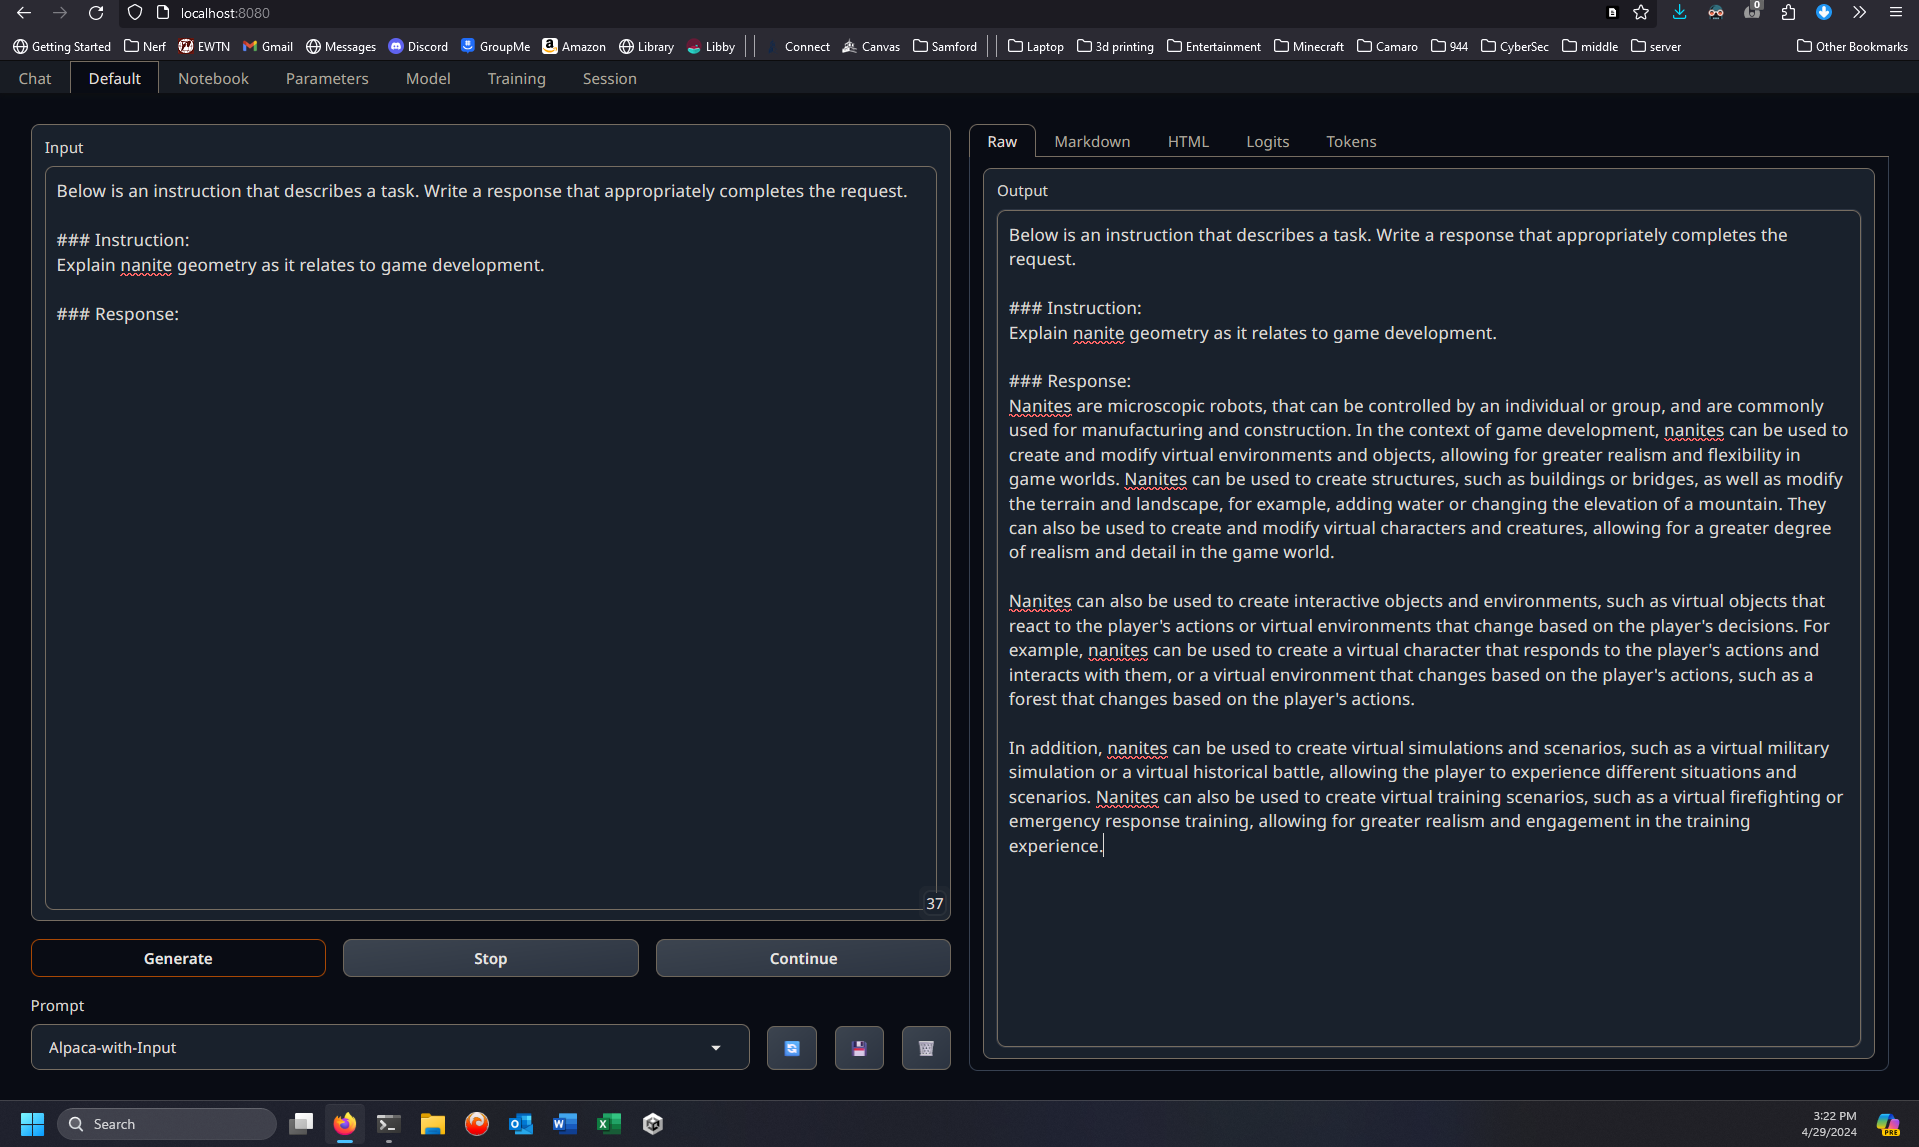 localhost:8080
0
Getting Started Nerf EWTN Gmail Messages Discord GroupMe Amazon Library Libby Connect Canvas Samford Laptop 3d printing Entertainment Minecraft Camaro 944 CyberSec middle server Other Bookmarks
Chat Default Notebook Parameters Model Training Session
Input
Below is an instruction that describes a task. Write a response that appropriately completes the request.
### Instruction:
Explain nanite geometry as it relates to game development.
### Response:
37
Generate Stop Continue
Prompt
Alpaca-with-Input
Raw Markdown HTML Logits Tokens
Output
Below is an instruction that describes a task. Write a response that appropriately completes the
request.
### Instruction:
Explain nanite geometry as it relates to game development.
### Response:
Nanites are microscopic robots, that can be controlled by an individual or group, and are commonly
used for manufacturing and construction. In the context of game development, nanites can be used to
create and modify virtual environments and objects, allowing for greater realism and flexibility in
game worlds. Nanites can be used to create structures, such as buildings or bridges, as well as modify
the terrain and landscape, for example, adding water or changing the elevation of a mountain. They
can also be used to create and modify virtual characters and creatures, allowing for a greater degree
of realism and detail in the game world.
Nanites can also be used to create interactive objects and environments, such as virtual objects that
react to the player's actions or virtual environments that change based on the player's decisions. For
example, nanites can be used to create a virtual character that responds to the player's actions and
interacts with them, or a virtual environment that changes based on the player's actions, such as a
forest that changes based on the player's actions.
In addition, nanites can be used to create virtual simulations and scenarios, such as a virtual military
simulation or a virtual historical battle, allowing the player to experience different situations and
scenarios. Nanites can also be used to create virtual training scenarios, such as a virtual firefighting or
emergency response training, allowing for greater realism and engagement in the training
experience.
Search
3:22 PM
4/29/2024
PRE